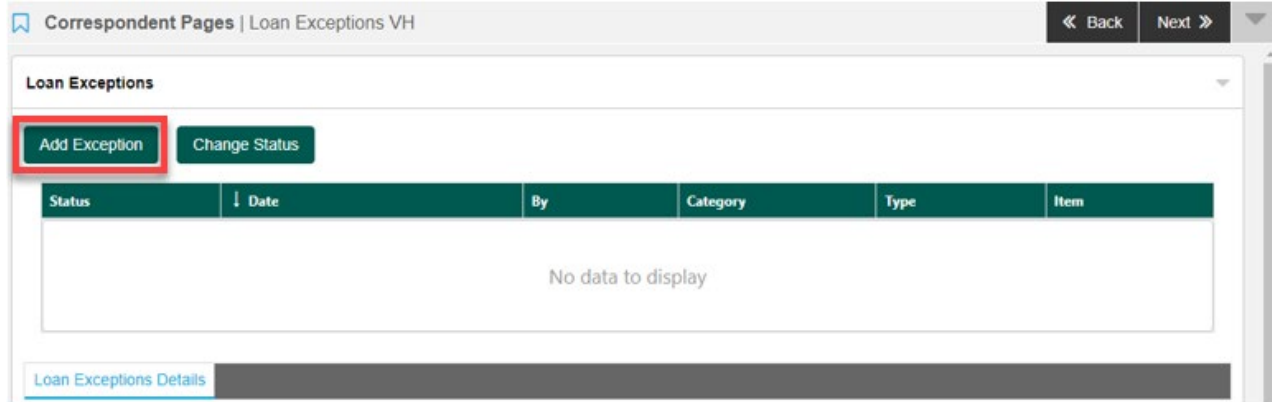 Correspondent Pages | Loan Exceptions VH
« Back Next »
Loan Exceptions
Add Exception Change Status
Status ↓ Date By Category Type Item
No data to display
Loan Exceptions Details